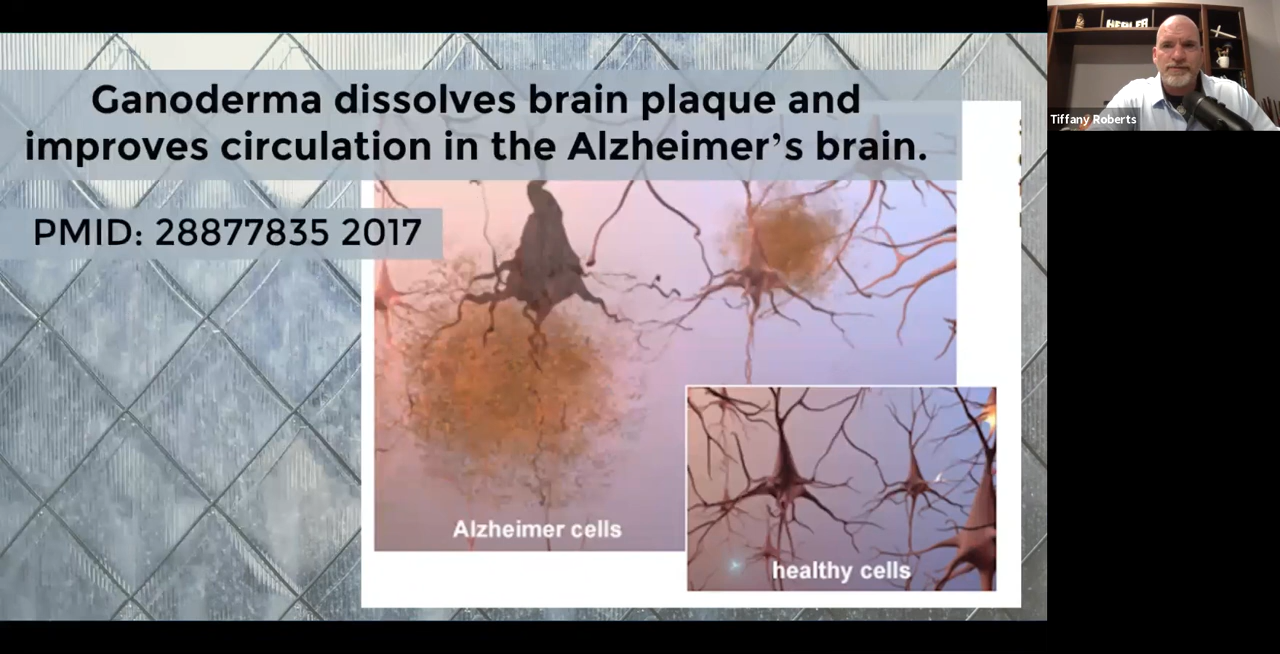 Ganoderma dissolves brain plaque and
improves circulation in the Alzheimer's brain.
PMID: 28877835 2017
Alzheimer cells
healthy cells
HEALER
Tiffany Roberts